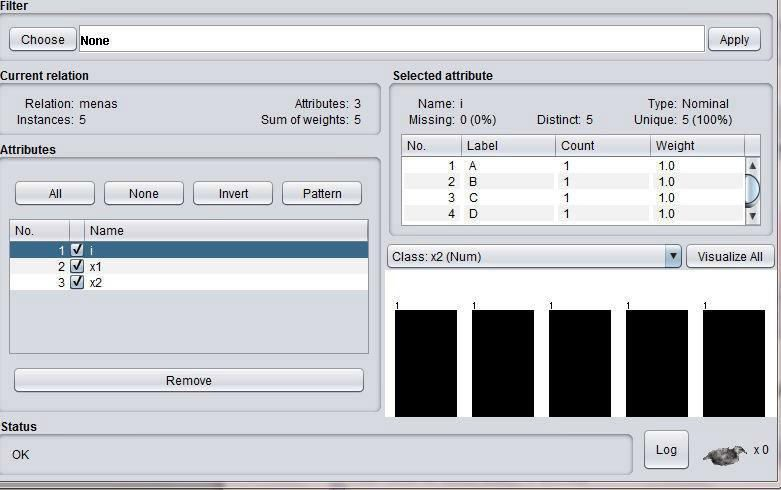 Filter
Choose None Apply
Current relation
Relation: menas Attributes: 3
Instances: 5 Sum of weights: 5
Attributes
All None Invert Pattern
No. Name
1 i
2 x1
3 x2
Remove
Selected attribute
Name: i Type: Nominal
Missing: 0 (0%) Distinct: 5 Unique: 5 (100%)
No. Label Count Weight
1 A 1 1.0
2 B 1 1.0
3 C 1 1.0
4 D 1 1.0
Class: x2 (Num) Visualize All
1 1 1 1 1
Status
OK Log x 0